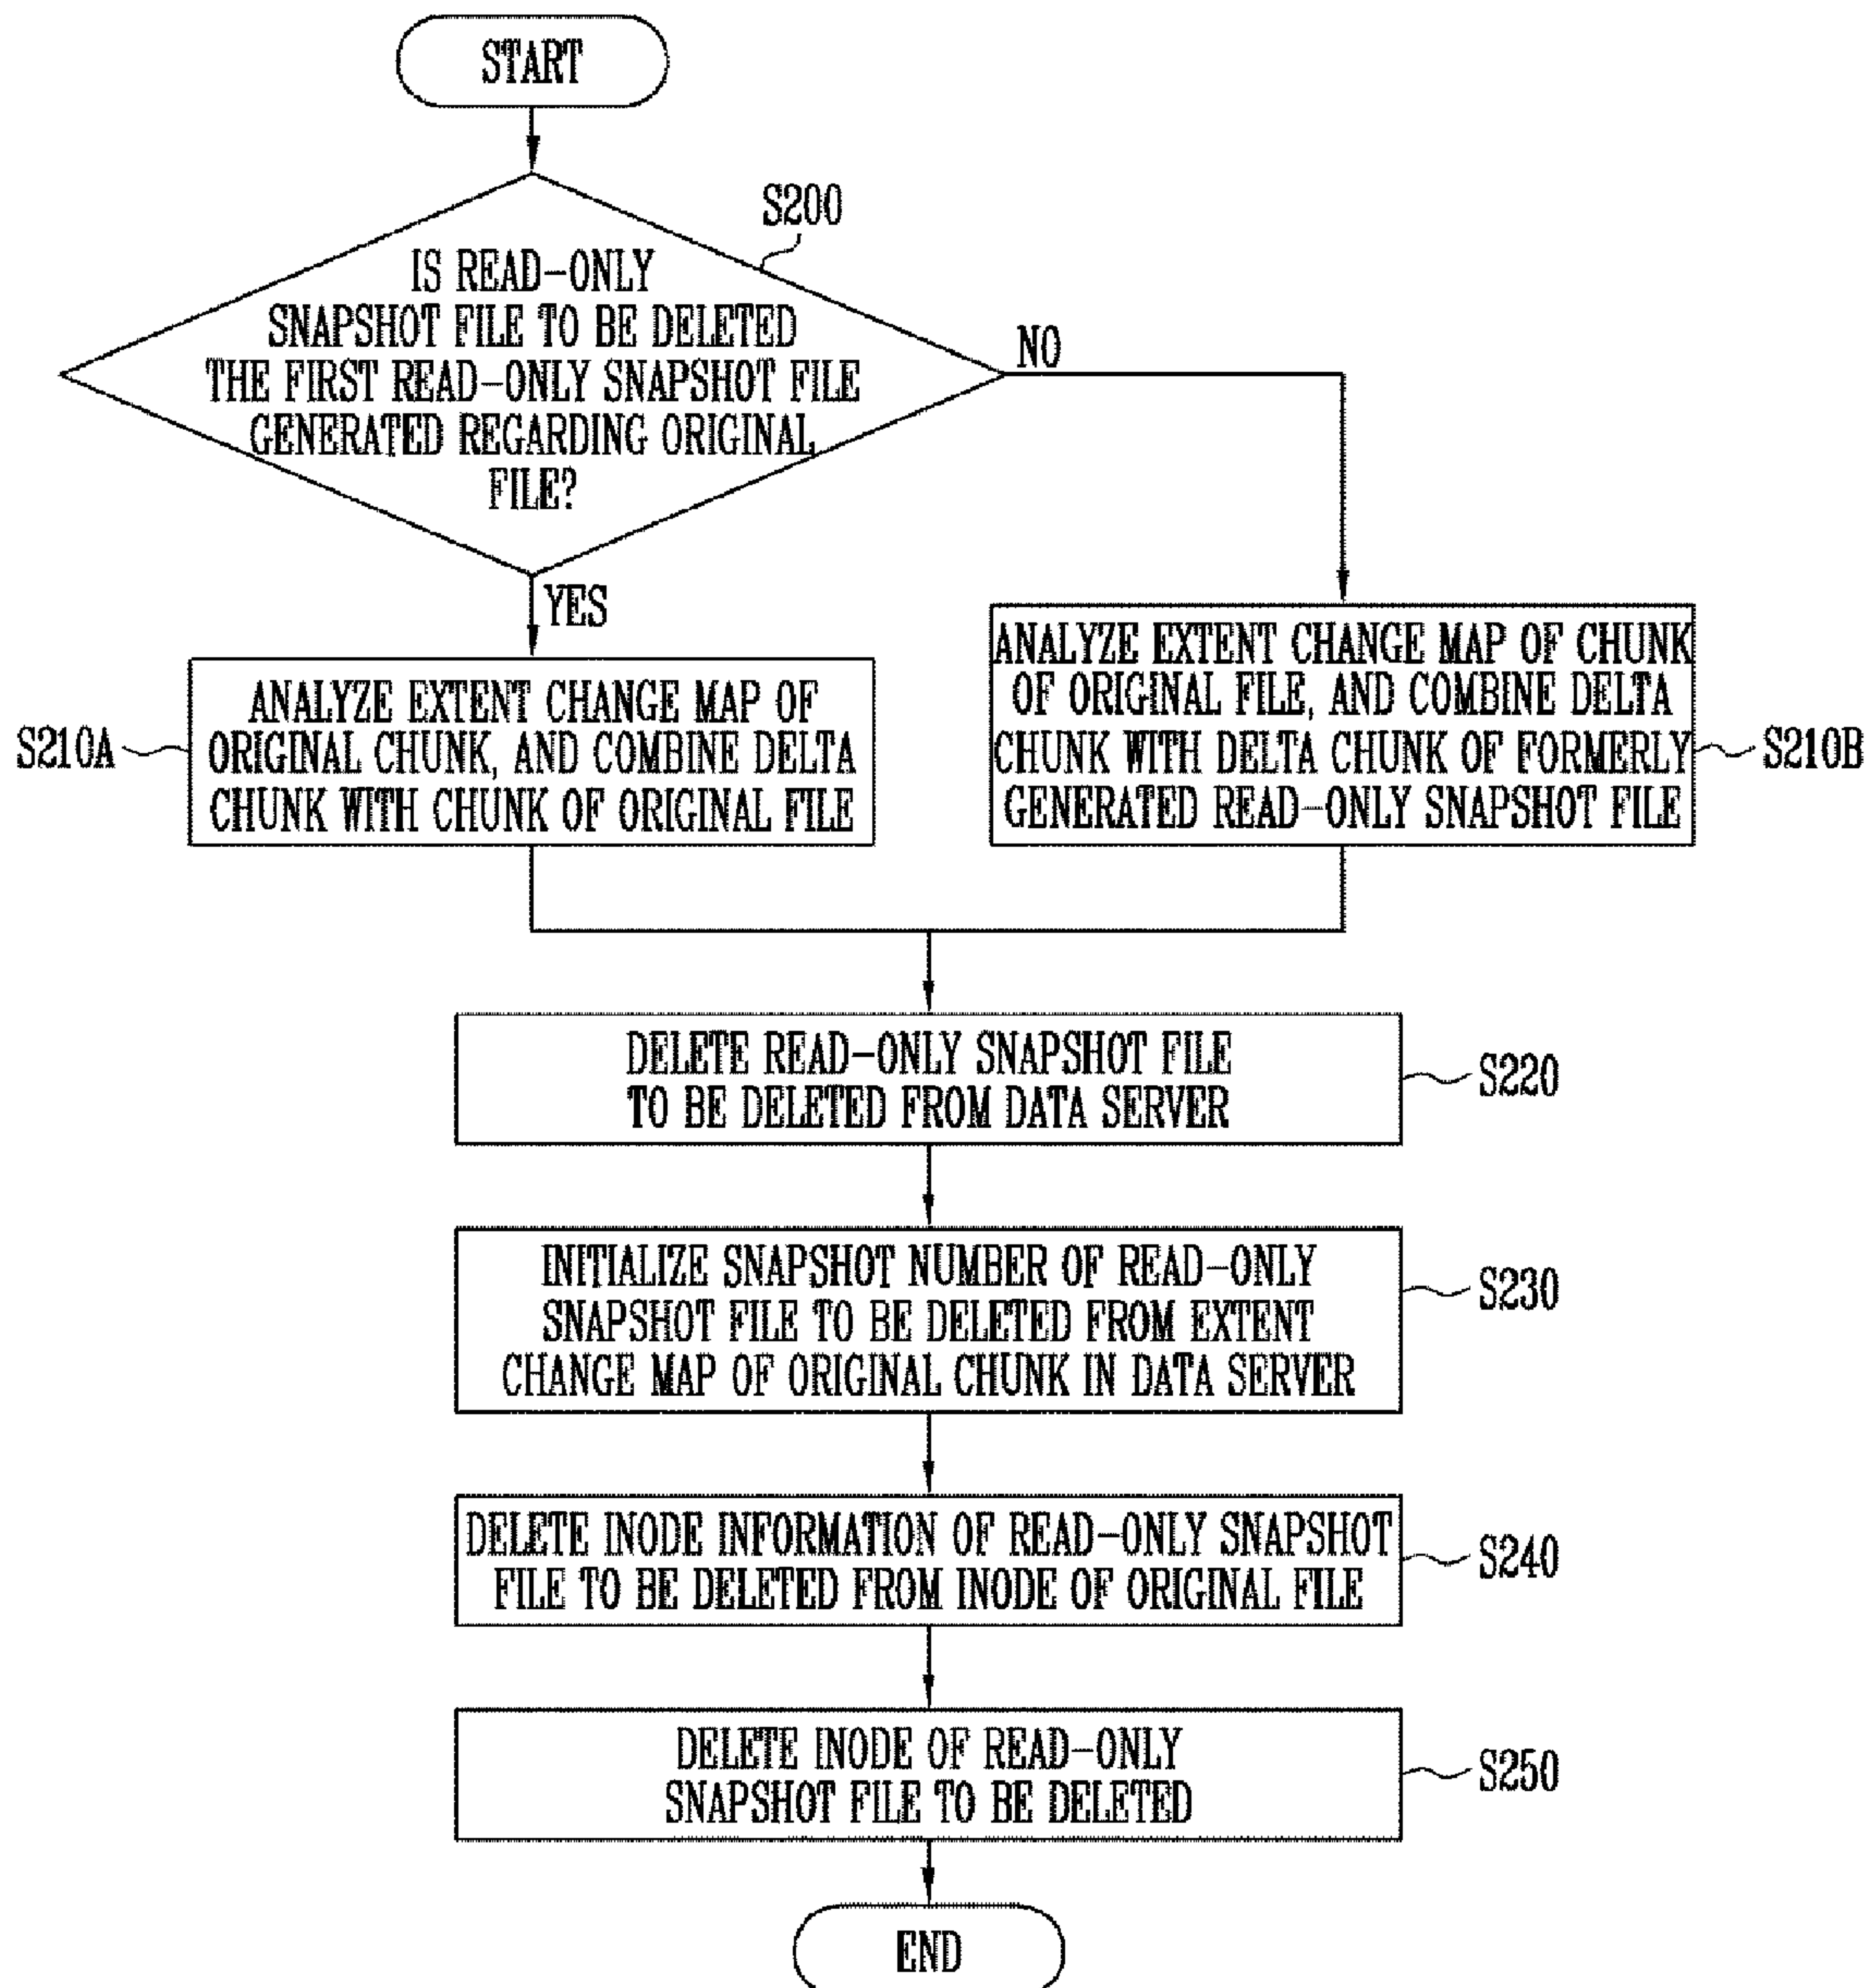 START
S200
IS READ-ONLY
SNAPSHOT FILE TO BE DELETED
THE FIRST READ-ONLY SNAPSHOT FILE
GENERATED REGARDING ORIGINAL
FILE?
NO
YES
S210A
ANALYZE EXTENT CHANGE MAP OF
ORIGINAL CHUNK, AND COMBINE DELTA
CHUNK WITH CHUNK OF ORIGINAL FILE
ANALYZE EXTENT CHANGE MAP OF CHUNK
OF ORIGINAL FILE, AND COMBINE DELTA
CHUNK WITH DELTA CHUNK OF FORMERLY
GENERATED READ-ONLY SNAPSHOT FILE
S210B
DELETE READ-ONLY SNAPSHOT FILE
TO BE DELETED FROM DATA SERVER
S220
INITIALIZE SNAPSHOT NUMBER OF READ-ONLY
SNAPSHOT FILE TO BE DELETED FROM EXTENT
CHANGE MAP OF ORIGINAL CHUNK IN DATA SERVER
S230
DELETE INODE INFORMATION OF READ-ONLY SNAPSHOT
FILE TO BE DELETED FROM INODE OF ORIGINAL FILE
S240
DELETE INODE OF READ-ONLY
SNAPSHOT FILE TO BE DELETED
S250
END